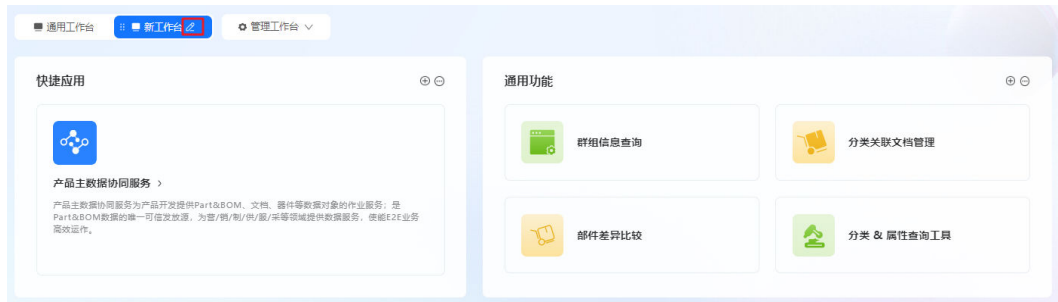 通用工作台
新工作台
管理工作台
快捷应用
产品主数据协同服务
产品主数据协同服务为产品开发提供Part&BOM、文档、器件等数据对象的作业服务；是
Part&BOM数据的唯一可信发放源，为营/销/制/供/服/采等领域提供数据服务，使能E2E业务
高效运作。
通用功能
群组信息查询
分类关联文档管理
部件差异比较
分类 & 属性查询工具